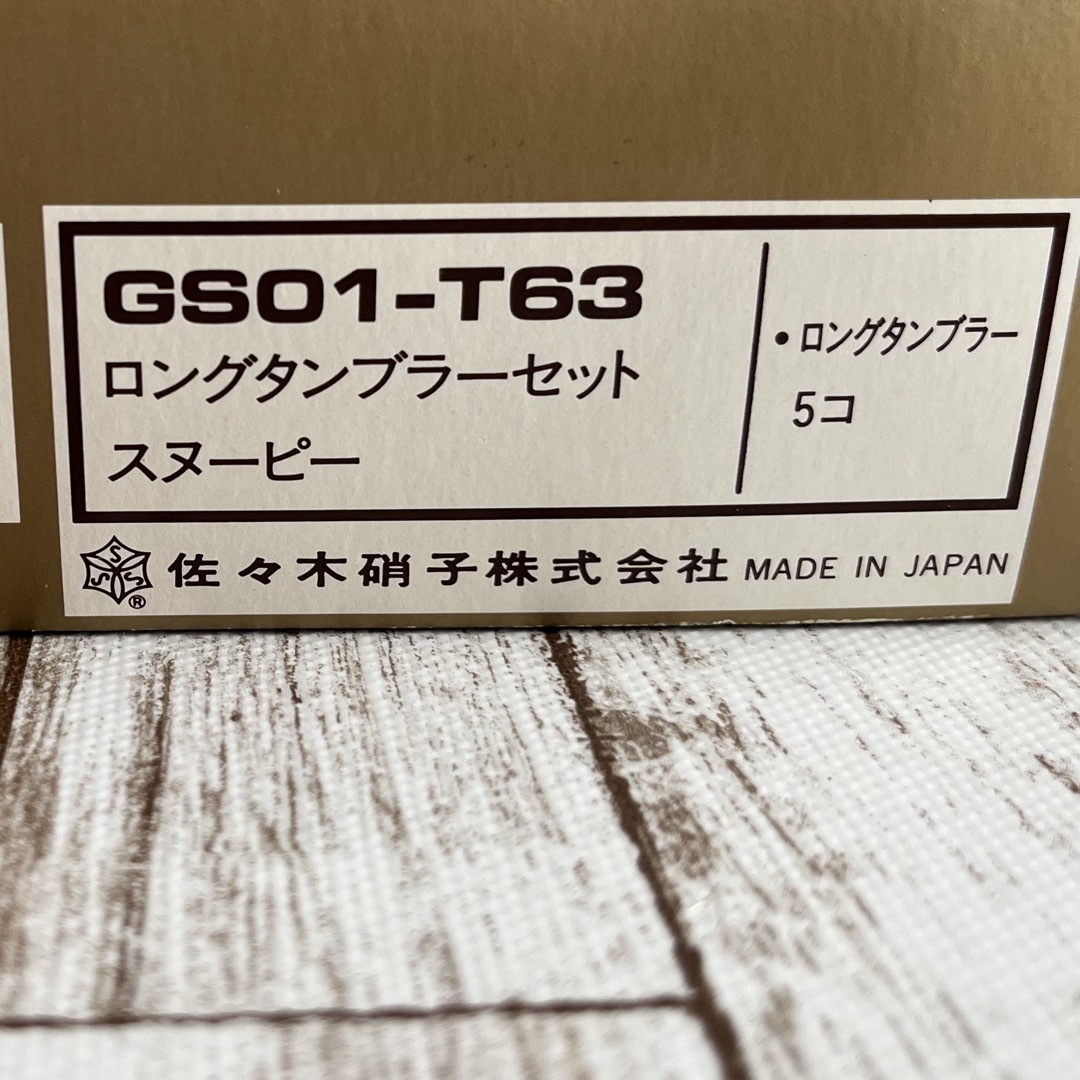 GS01-T63
ロングタンブラーセット
スヌーピー
• ロングタンブラー
5コ
SSS
®
佐々木硝子株式会社 MADE IN JAPAN